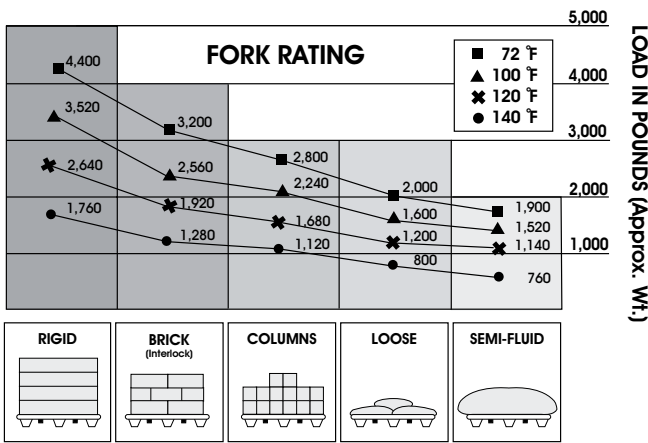 5,000
FORK RATING
72 °F
100 °F
120 °F
140 °F
4,000
3,000
2,000
1,000
LOAD IN POUNDS (Approx. Wt.)
4,400
3,200
2,800
2,000
1,900
3,520
2,560
2,240
1,600
1,520
2,640
1,920
1,680
1,200
1,140
1,760
1,280
1,120
800
760
RIGID
BRICK
(Interlock)
COLUMNS
LOOSE
SEMI-FLUID